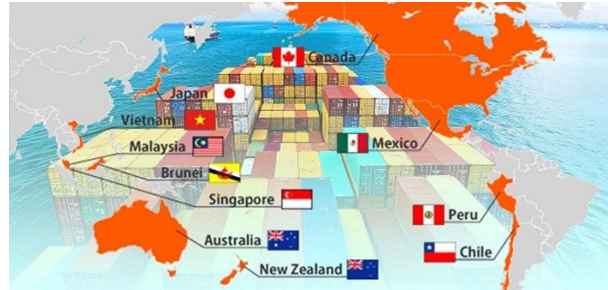 Canada
Japan
Vietnam
Malaysia
Mexico
Brunei
Singapore
Peru
Australia
Chile
New Zealand